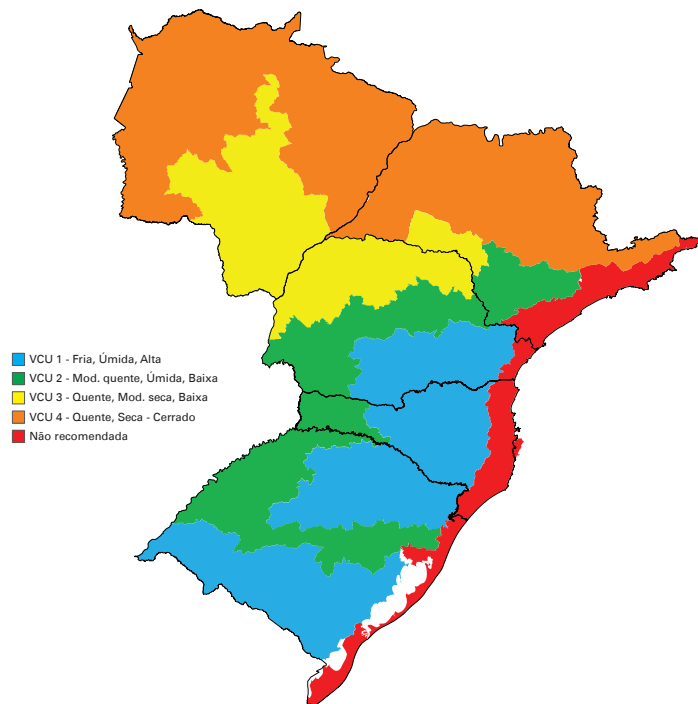 VCU 1 - Fria, Úmida, Alta
VCU 2 - Mod. quente, Úmida, Baixa
VCU 3 - Quente, Mod. seca, Baixa
VCU 4 - Quente, Seca - Cerrado
Não recomendada